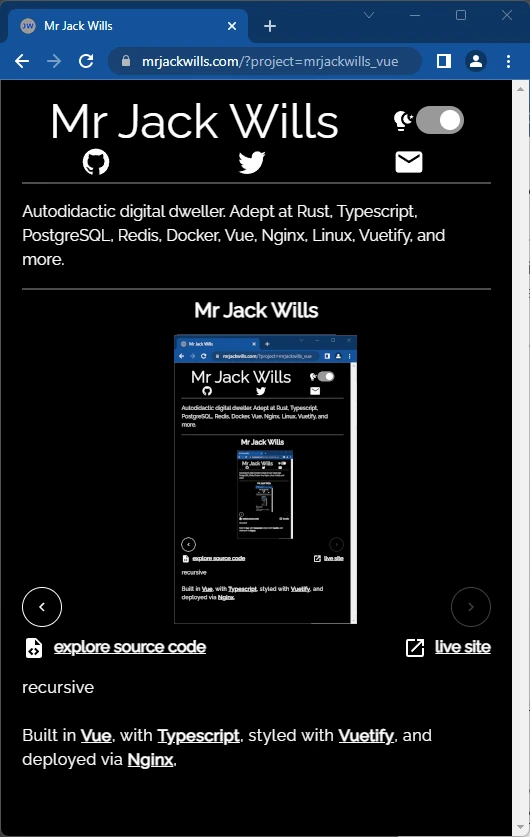 JW Mr Jack Wills
mrjackwills.com/?project=mrjackwills_vue
Mr Jack Wills
Autodidactic digital dweller. Adept at Rust, Typescript,
PostgreSQL, Redis, Docker, Vue, Nginx, Linux, Vuetify, and
more.
Mr Jack Wills
Mr Jack Wills
mrjackwills.com/?project=mrjackwills_vue
Mr Jack Wills
Autodidactic digital dweller. Adept at Rust, Typescript,
PostgreSQL, Redis, Docker, Vue, Nginx, Linux, Vuetify, and
more.
Mr Jack Wills
Mr Jack Wills
explore source code live site
recursive
Built in Vue, with Typescript, styled with Vuetify, and
deployed via Nginx.
explore source code live site
recursive
Built in Vue, with Typescript, styled with Vuetify, and
deployed via Nginx.